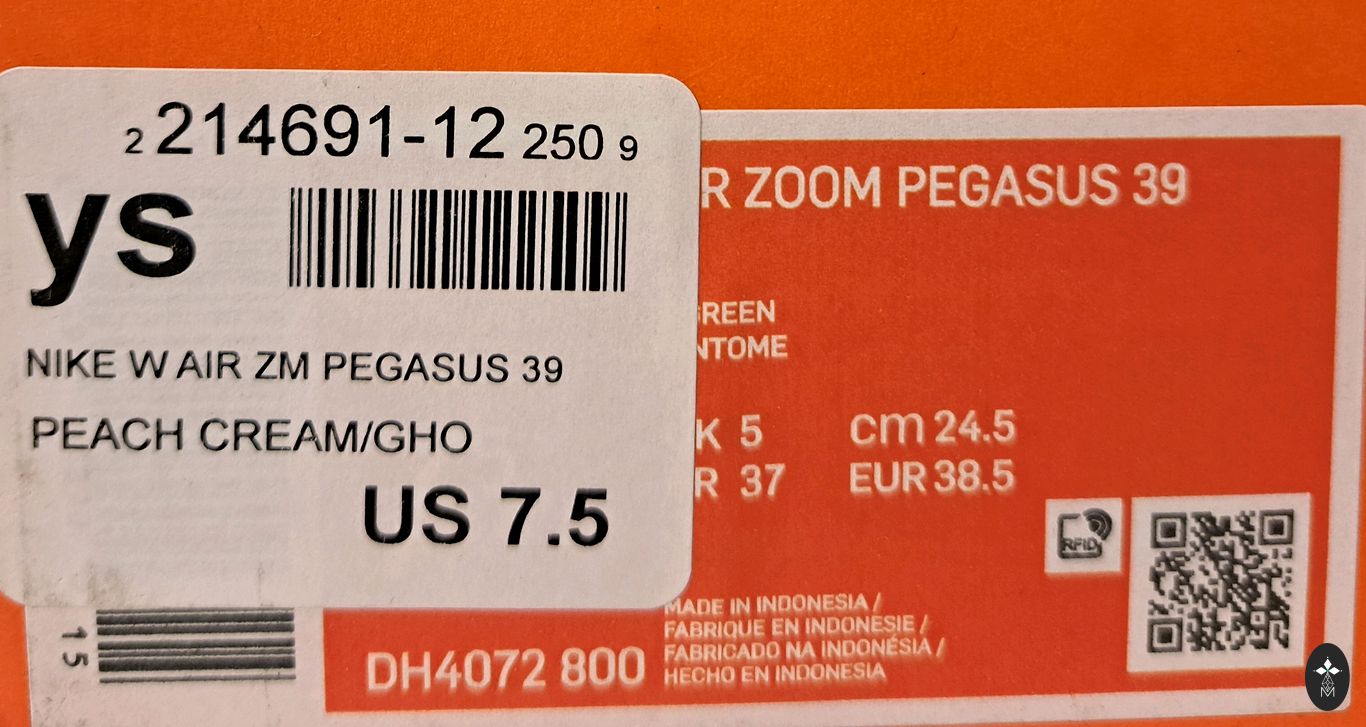 2 214691-12 250 9
ys
NIKE W AIR ZM PEGASUS 39
PEACH CREAM/GHO
US 7.5
R ZOOM PEGASUS 39
REEN
NTOME
K 5 cm 24.5
R 37 EUR 38.5
RFID
MADE IN INDONESIA /
FABRIQUE EN INDONESIE /
FABRICADO NA INDONÉSIA /
HECHO EN INDONESIA
DH4072 800
15
M